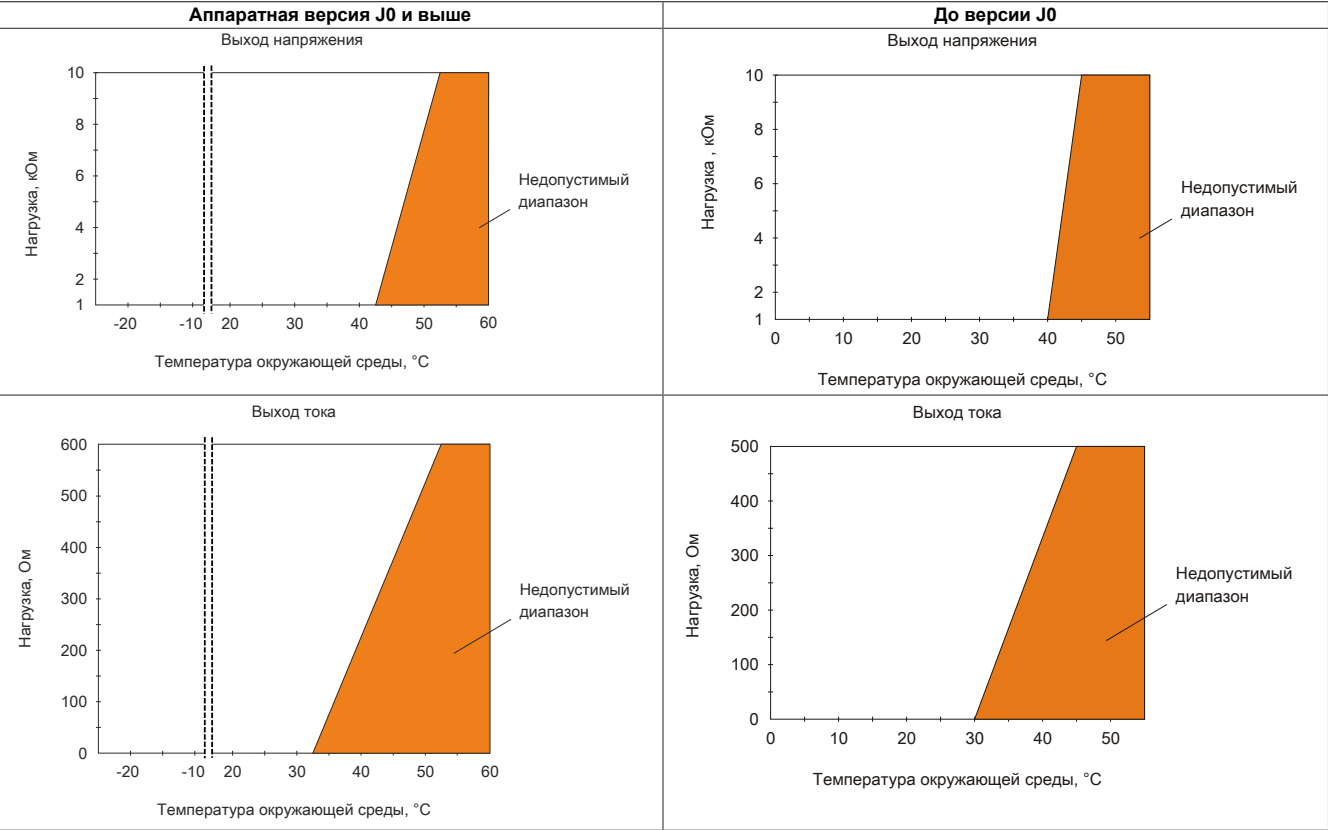 Аппаратная версия J0 и выше
До версии J0
Выход напряжения
10
8
6
4
2
1
Нагрузка, кОм
-20 -10 20 30 40 50 60
Температура окружающей среды, °C
Недопустимый
диапазон
Выход напряжения
10
8
6
4
2
1
Нагрузка , кОм
0 10 20 30 40 50
Температура окружающей среды, °C
Недопустимый
диапазон
Выход тока
600
500
400
300
200
100
0
Нагрузка, Ом
-20 -10 20 30 40 50 60
Температура окружающей среды, °C
Недопустимый
диапазон
Выход тока
500
400
300
200
100
0
Нагрузка, Ом
0 10 20 30 40 50
Температура окружающей среды, °C
Недопустимый
диапазон